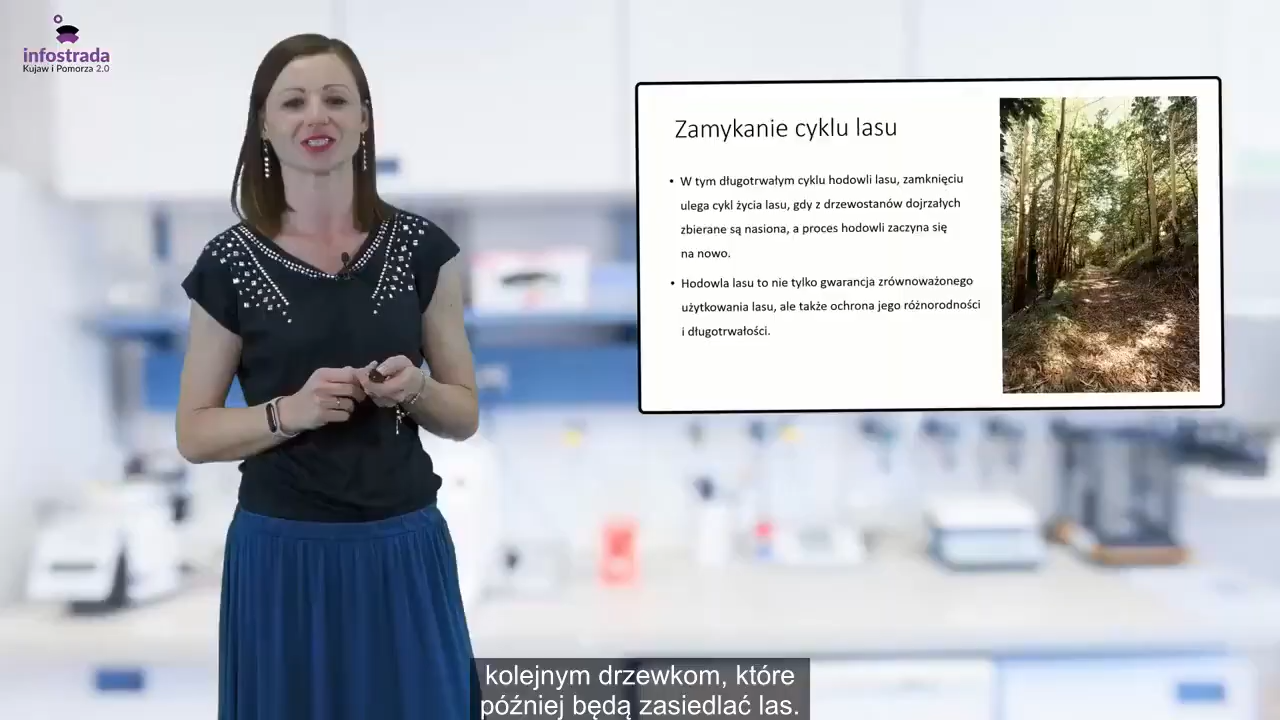 infostrada
Kujaw i Pomorza 2.0
Zamykanie cyklu lasu
• W tym długotrwałym cyklu hodowli lasu, zamknięciu
ulega cykl życia lasu, gdy z drzewostanów dojrzałych
zbierane są nasiona, a proces hodowli zaczyna się
na nowo.
• Hodowla lasu to nie tylko gwarancja zrównoważonego
użytkowania lasu, ale także ochrona jego różnorodności
i długotrwałości.
kolejnym drzewkom, które
później będą zasiedlać las.